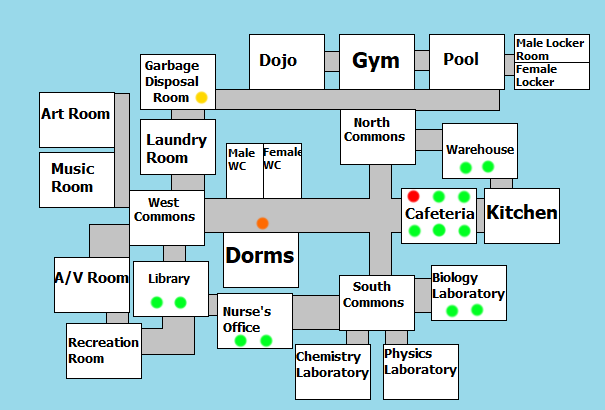 Male Locker
Room
Female
Locker
Dojo
Gym
Pool
Garbage
Disposal
Room
Art Room
North
Commons
Laundry
Room
Warehouse
Male
WC
Female
WC
Music
Room
West
Commons
Cafeteria
Kitchen
Dorms
A/V Room
Library
South
Commons
Biology
Laboratory
Nurse's
Office
Recreation
Room
Chemistry
Laboratory
Physics
Laboratory